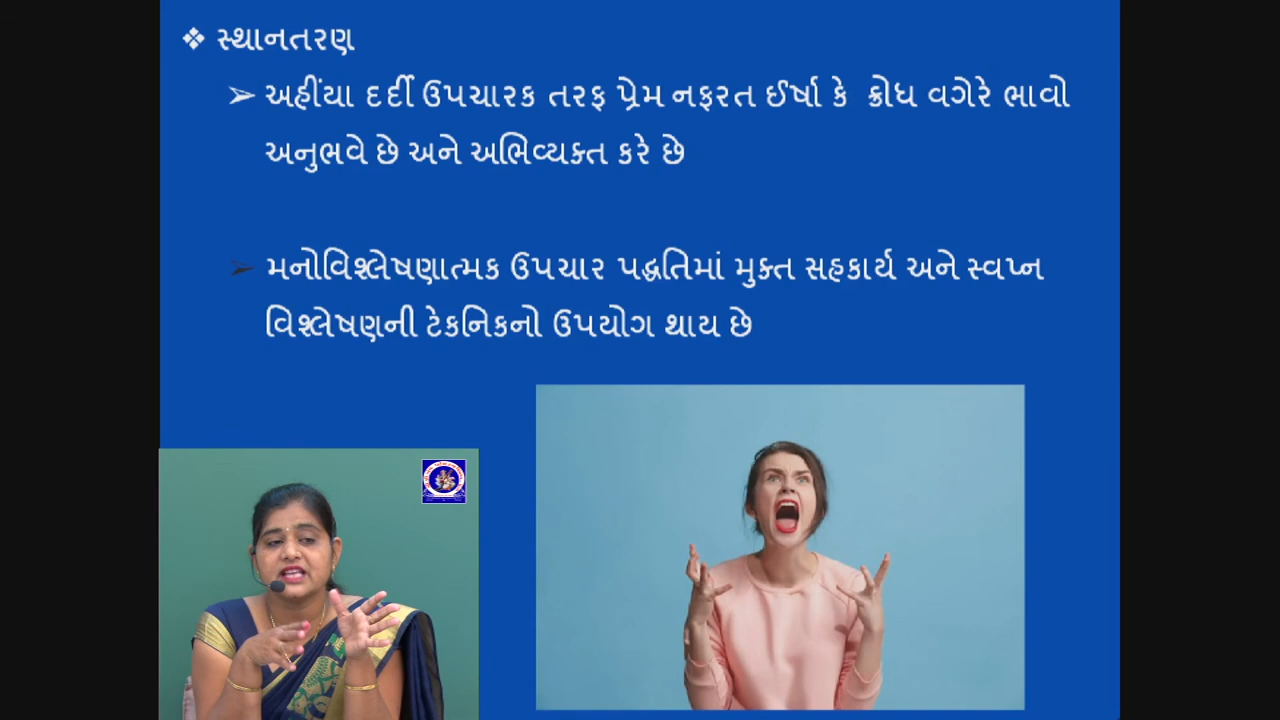 ❖ સ્થાનતરણ
➢ અહીંયા દર્દી ઉપચારક તરફ પ્રેમ નફરત ઈર્ષા કે ક્રોધ વગેરે ભાવો
અનુભવે છે અને અભિવ્યક્ત કરે છે
➢ મનોવિશ્લેષણાત્મક ઉપચાર પદ્ધતિમાં મુક્ત સહકાર્ય અને સ્વપ્ન
વિશ્લેષણની ટેકનિકનો ઉપયોગ થાય છે